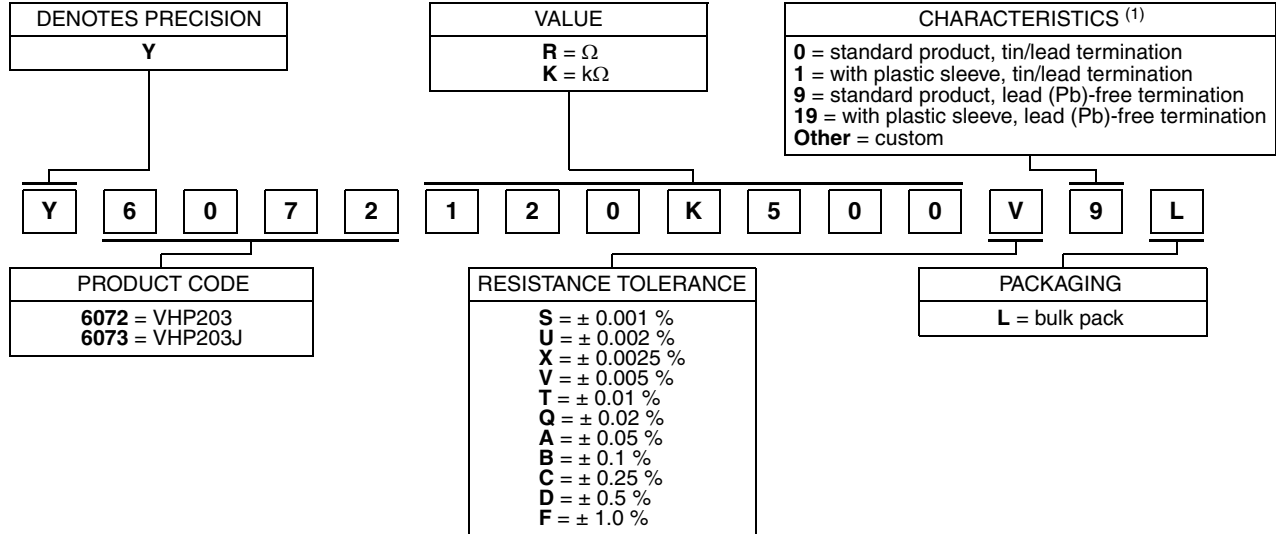 DENOTES PRECISION
Y
VALUE
R = Ω
K = kΩ
CHARACTERISTICS (1)
0 = standard product, tin/lead termination
1 = with plastic sleeve, tin/lead termination
9 = standard product, lead (Pb)-free termination
19 = with plastic sleeve, lead (Pb)-free termination
Other = custom
Y 6 0 7 2 1 2 0 K 5 0 0 V 9 L
PRODUCT CODE
6072 = VHP203
6073 = VHP203J
RESISTANCE TOLERANCE
S = ± 0.001 %
U = ± 0.002 %
X = ± 0.0025 %
V = ± 0.005 %
T = ± 0.01 %
Q = ± 0.02 %
A = ± 0.05 %
B = ± 0.1 %
C = ± 0.25 %
D = ± 0.5 %
F = ± 1.0 %
PACKAGING
L = bulk pack